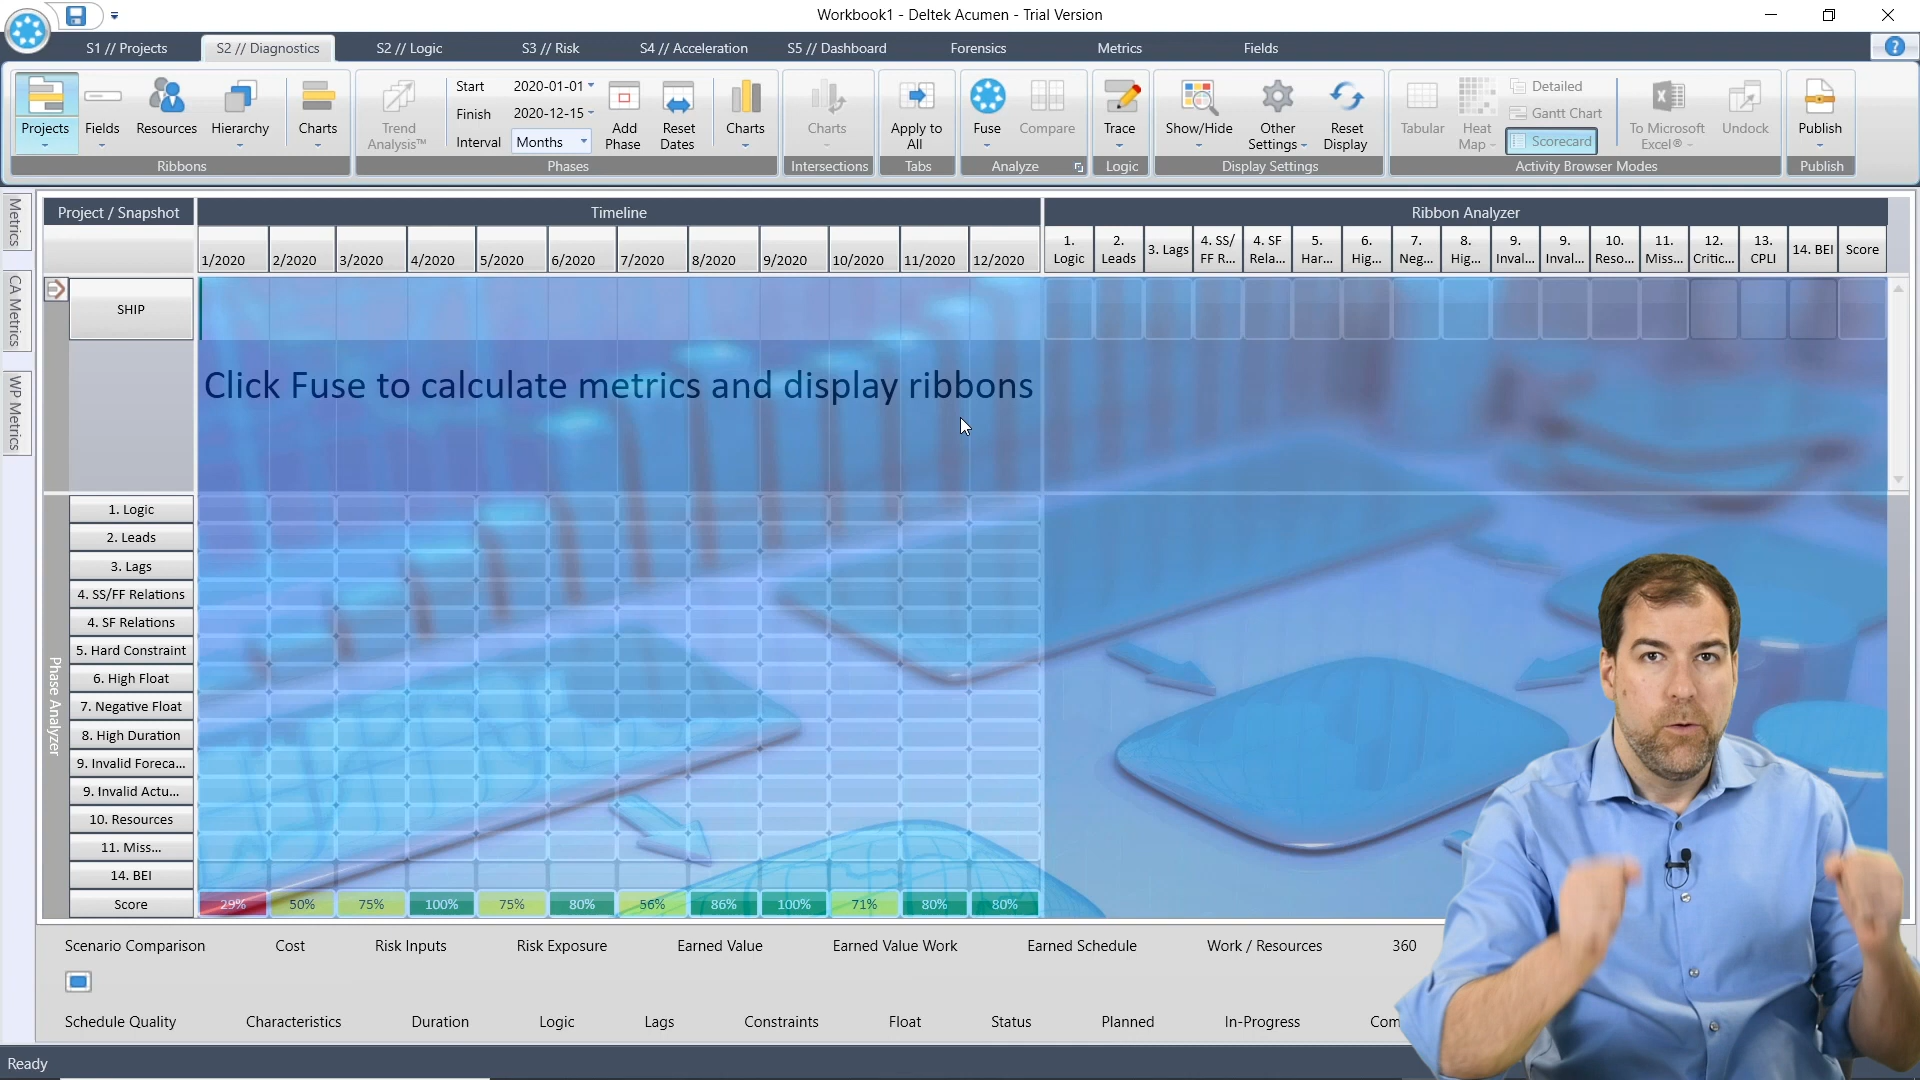 Workbook1 - Deltek Acumen - Trial Version
S1 // Projects
S2 // Diagnostics
S2 // Logic
S3 // Risk
S4 // Acceleration
S5 // Dashboard
Forensics
Metrics
Fields
Projects
Fields
Resources
Hierarchy
Charts
Ribbons
Trend
Analysis™
Start 2020-01-01
Finish 2020-12-15
Interval Months
Add
Phase
Reset
Dates
Charts
Phases
Charts
Intersections
Apply to
All
Tabs
Fuse
Compare
Analyze
Trace
Logic
Show/Hide
Other
Settings
Reset
Display
Display Settings
Tabular
Heat
Map
Detailed
Gantt Chart
Scorecard
To Microsoft
Excel®
Undock
Activity Browser Modes
Publish
Publish
Metrics
CA Metrics
WP Metrics
Project / Snapshot
Timeline
Ribbon Analyzer
1/2020
2/2020
3/2020
4/2020
5/2020
6/2020
7/2020
8/2020
9/2020
10/2020
11/2020
12/2020
1.
Logic
2.
Leads
3. Lags
4. SS/
FF R...
4. SF
Rela...
5.
Har...
6.
Hig...
7.
Neg...
8.
Hig...
9.
Inval...
9.
Inval...
10.
Reso...
11.
Miss...
12.
Critic...
13.
CPLI
14. BEI
Score
SHIP
Click Fuse to calculate metrics and display ribbons
Phase Analyzer
1. Logic
2. Leads
3. Lags
4. SS/FF Relations
4. SF Relations
5. Hard Constraint
6. High Float
7. Negative Float
8. High Duration
9. Invalid Foreca...
9. Invalid Actu...
10. Resources
11. Miss...
14. BEI
Score 29% 50% 75% 100% 75% 80% 56% 86% 100% 71% 80% 80%
Scenario Comparison
Cost
Risk Inputs
Risk Exposure
Earned Value
Earned Value Work
Earned Schedule
Work / Resources
360
Schedule Quality
Characteristics
Duration
Logic
Lags
Constraints
Float
Status
Planned
In-Progress
Com
Ready